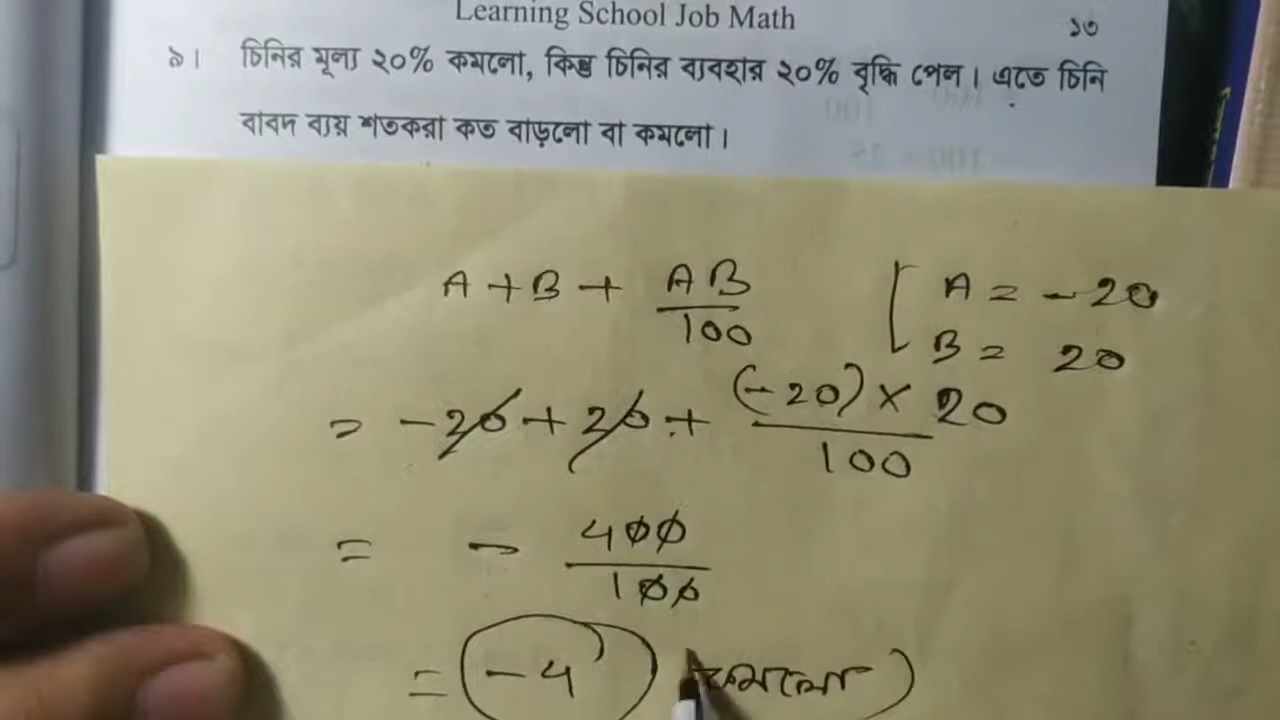 Learning School Job Math
১৩
৯। চিনির মূল্য ২০% কমলো, কিন্তু চিনির ব্যবহার ২০% বৃদ্ধি পেল। এতে চিনি
বাবদ ব্যয় শতকরা কত বাড়লো বা কমলো।
A + B + AB/100 [ A = -20
B = 20
= -20 + 20 + (-20) × 20/100
= - 400/100
= -4 কমলো)